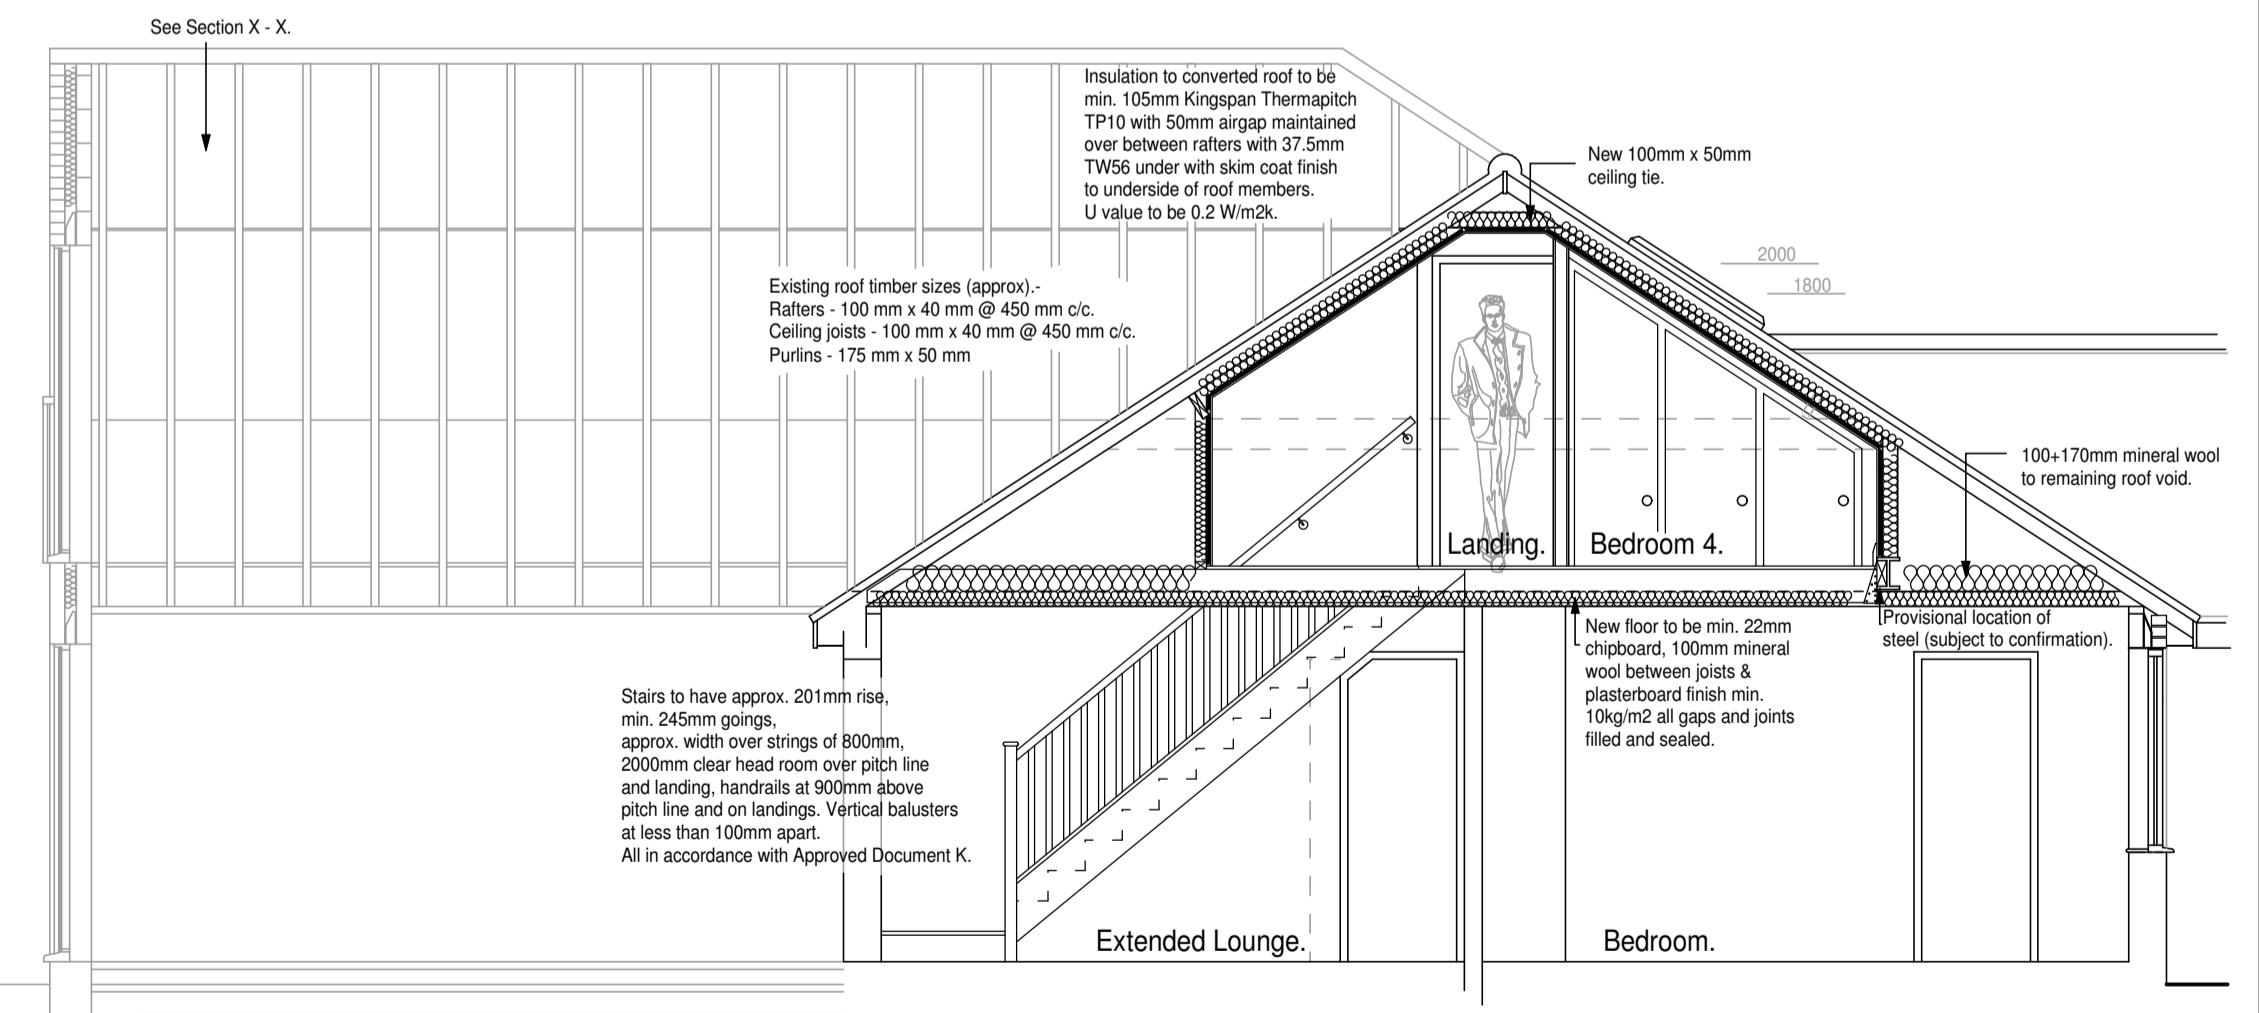 See Section X - X.
Insulation to converted roof to be
min. 105mm Kingspan Thermapitch
TP10 with 50mm airgap maintained
over between rafters with 37.5mm
TW56 under with skim coat finish
to underside of roof members.
U value to be 0.2 W/m2k.
New 100mm x 50mm
ceiling tie.
2000
1800
Existing roof timber sizes (approx).-
Rafters - 100 mm x 40 mm @ 450 mm c/c.
Ceiling joists - 100 mm x 40 mm @ 450 mm c/c.
Purlins - 175 mm x 50 mm
100+170mm mineral wool
to remaining roof void.
Landing.
Bedroom 4.
Provisional location of
steel (subject to confirmation).
New floor to be min. 22mm
chipboard, 100mm mineral
wool between joists &
plasterboard finish min.
10kg/m2 all gaps and joints
filled and sealed.
Stairs to have approx. 201mm rise,
min. 245mm goings,
approx. width over strings of 800mm,
2000mm clear head room over pitch line
and landing, handrails at 900mm above
pitch line and on landings. Vertical balusters
at less than 100mm apart.
All in accordance with Approved Document K.
Extended Lounge.
Bedroom.